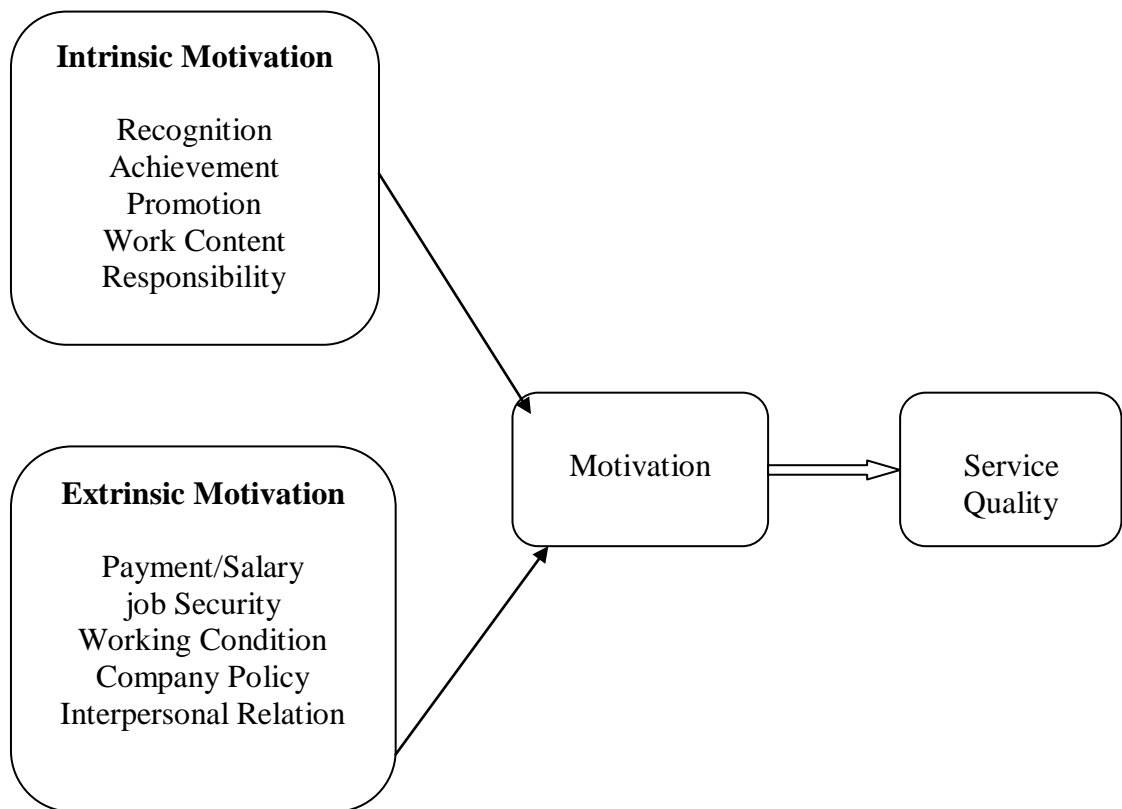 Intrinsic Motivation
Recognition
Achievement
Promotion
Work Content
Responsibility
Extrinsic Motivation
Payment/Salary
job Security
Working Condition
Company Policy
Interpersonal Relation
Motivation
Service
Quality